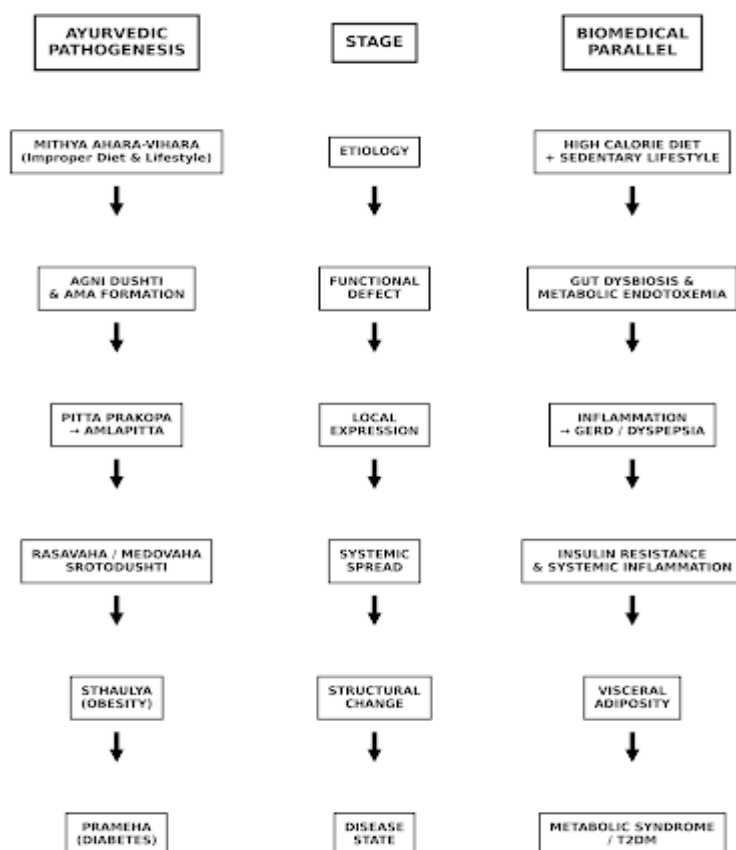 AYURVEDIC
PATHOGENESIS
STAGE
BIOMEDICAL
PARALLEL
MITHYA AHARA-VIHARA
(Improper Diet & Lifestyle)
ETIOLOGY
HIGH CALORIE DIET
+ SEDENTARY LIFESTYLE
AGNI DUSHTI
& AMA FORMATION
FUNCTIONAL
DEFECT
GUT DYSBIOSIS &
METABOLIC ENDOTOXEMIA
PITTA PRAKOPA
→ AMLAPITTA
LOCAL
EXPRESSION
INFLAMMATION
→ GERD / DYSPEPSIA
RASAVAHA / MEDOVAHA
SROTODUSHTI
SYSTEMIC
SPREAD
INSULIN RESISTANCE
& SYSTEMIC INFLAMMATION
STHAULYA
(OBESITY)
STRUCTURAL
CHANGE
VISCERAL
ADIPOSITY
PRAMEHA
(DIABETES)
DISEASE
STATE
METABOLIC SYNDROME
/ T2DM